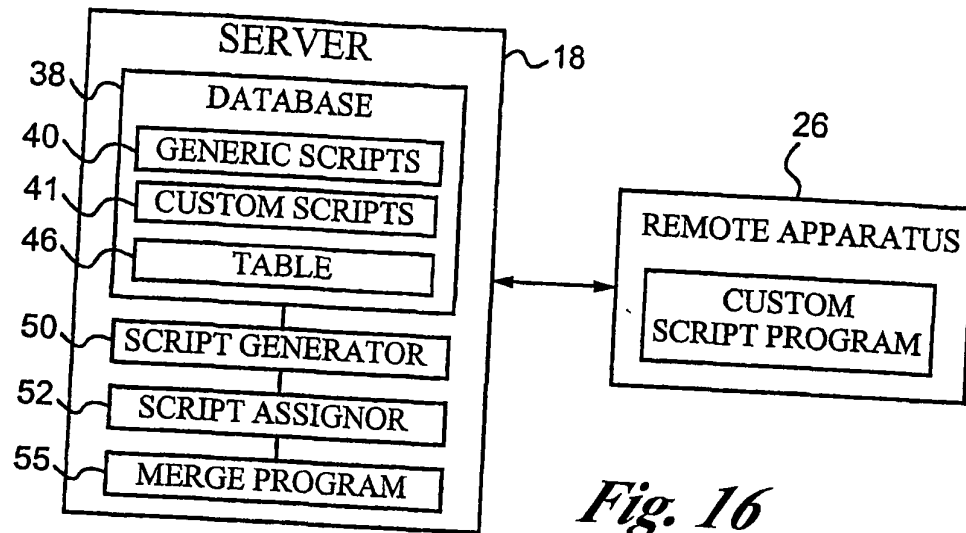 SERVER
18
38
DATABASE
40
GENERIC SCRIPTS
41
CUSTOM SCRIPTS
46
TABLE
50
SCRIPT GENERATOR
52
SCRIPT ASSIGNOR
55
MERGE PROGRAM
26
REMOTE APPARATUS
CUSTOM
SCRIPT PROGRAM
Fig. 16